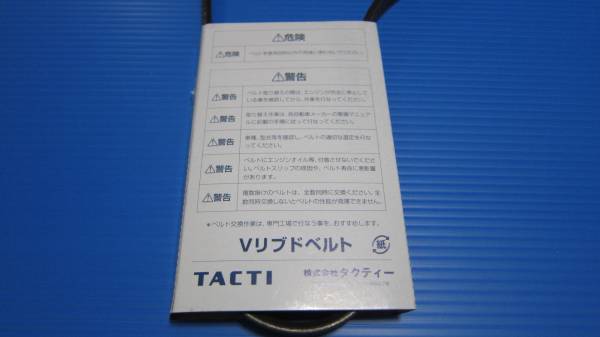 ⚠危険
⚠危険
⚠警告
⚠警告
ベルト取り替えの際は、エンジンが完全に停止して
いる事を確認してから、作業を行なってください。
⚠警告
取り替え作業は、各自動車メーカーの整備マニュア
ルに記載の手順に従って行なってください。
⚠警告
車種、型式等を確認し、ベルトの適切な選定を行な
ってください。
⚠警告
ベルトにエンジンオイル等、付着させないでくださ
い。ベルトスリップの原因や、ベルト寿命に悪影響
があります。
⚠警告
複数掛けのベルトは、全数同時に交換ください。全
数同時交換しないとベルトの性能が発揮できません。
＊ベルト交換作業は、専門工場で行なう事を、おすすめします。
Vリブドベルト
紙
TACTI 株式会社タクティー